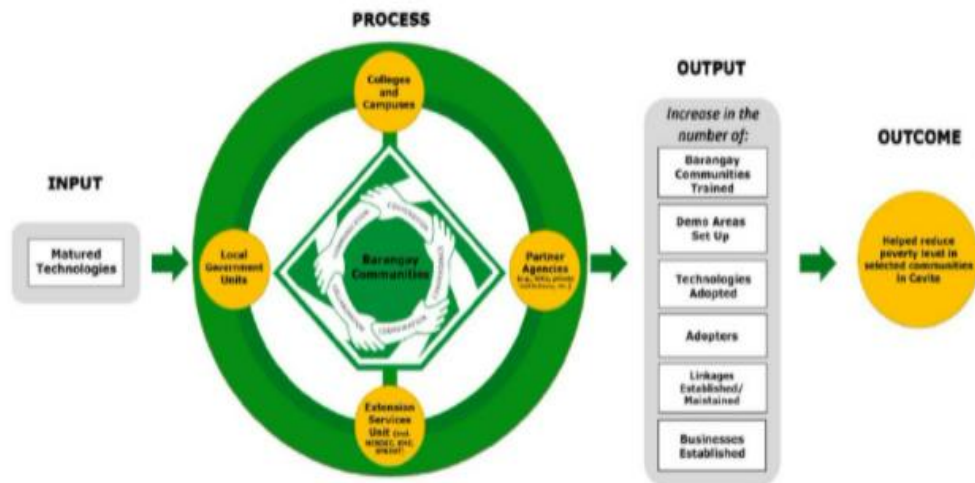 PROCESS
Colleges
and
Campuses
OUTPUT
Increase in the
number of:
Barangay
Communities
Trained
OUTCOME
INPUT
Demo Areas
Set Up
Matured
Technologies
Local
Government
Units
Barangay
Communities
Partner
Agencies
Technologies
Adopted
Helped reduce
poverty level in
selected communities
in Cavite
Adopters
Linkages
Established/
Maintained
Extension
Services
Unit
Businesses
Established